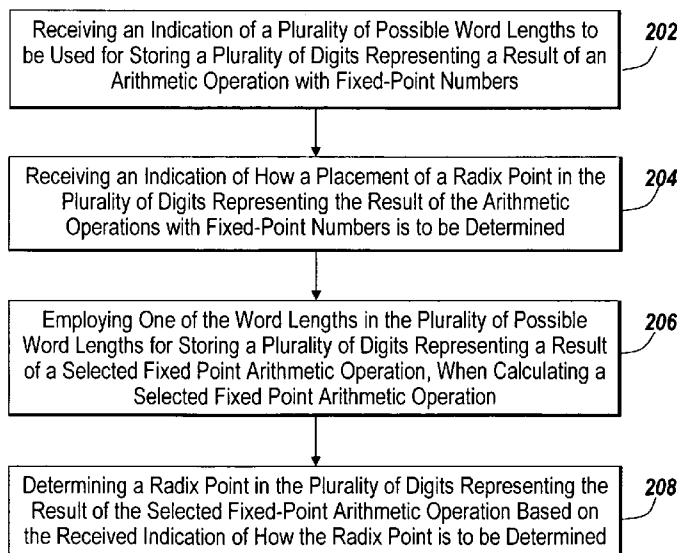 Receiving an Indication of a Plurality of Possible Word Lengths to
be Used for Storing a Plurality of Digits Representing a Result of an
Arithmetic Operation with Fixed-Point Numbers
202
Receiving an Indication of How a Placement of a Radix Point in the
Plurality of Digits Representing the Result of the Arithmetic
Operations with Fixed-Point Numbers is to be Determined
204
Employing One of the Word Lengths in the Plurality of Possible
Word Lengths for Storing a Plurality of Digits Representing a Result
of a Selected Fixed Point Arithmetic Operation, When Calculating a
Selected Fixed Point Arithmetic Operation
206
Determining a Radix Point in the Plurality of Digits Representing the
Result of the Selected Fixed-Point Arithmetic Operation Based on
the Received Indication of How the Radix Point is to be Determined
208